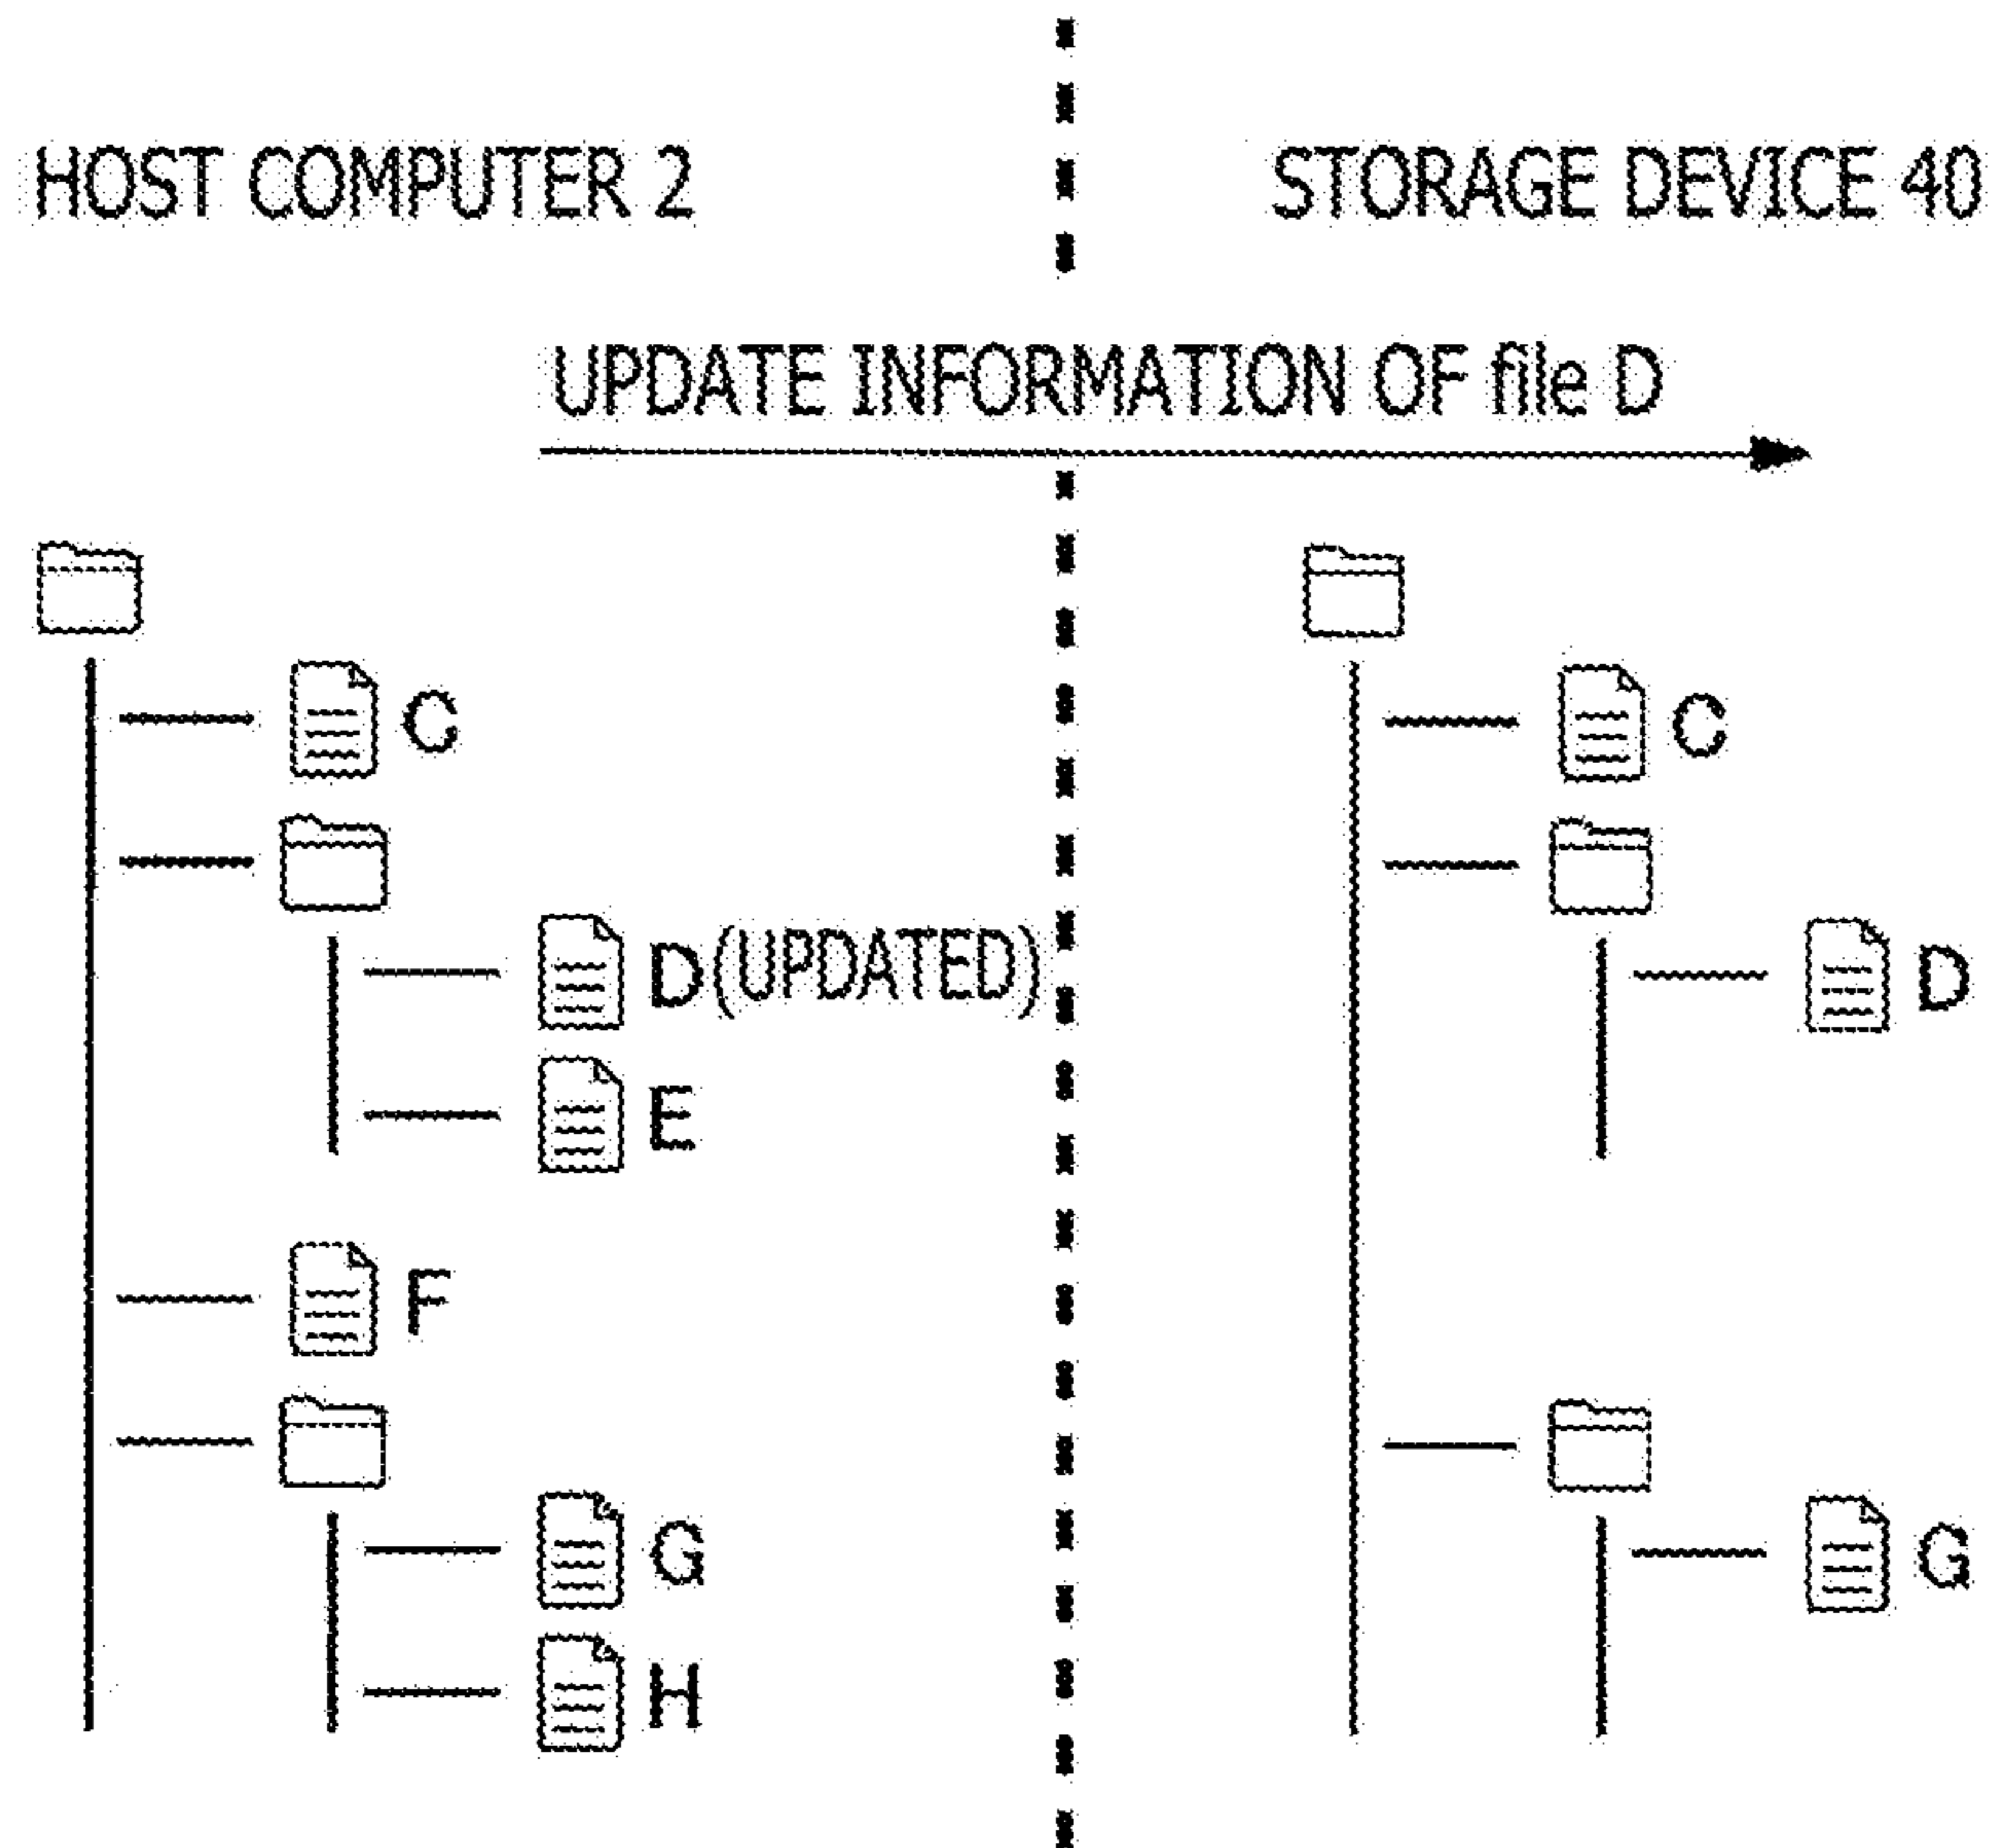 HOST COMPUTER 2
STORAGE DEVICE 40
UPDATE INFORMATION OF file D
C
D(UPDATED)
E
F
G
H
C
D
G